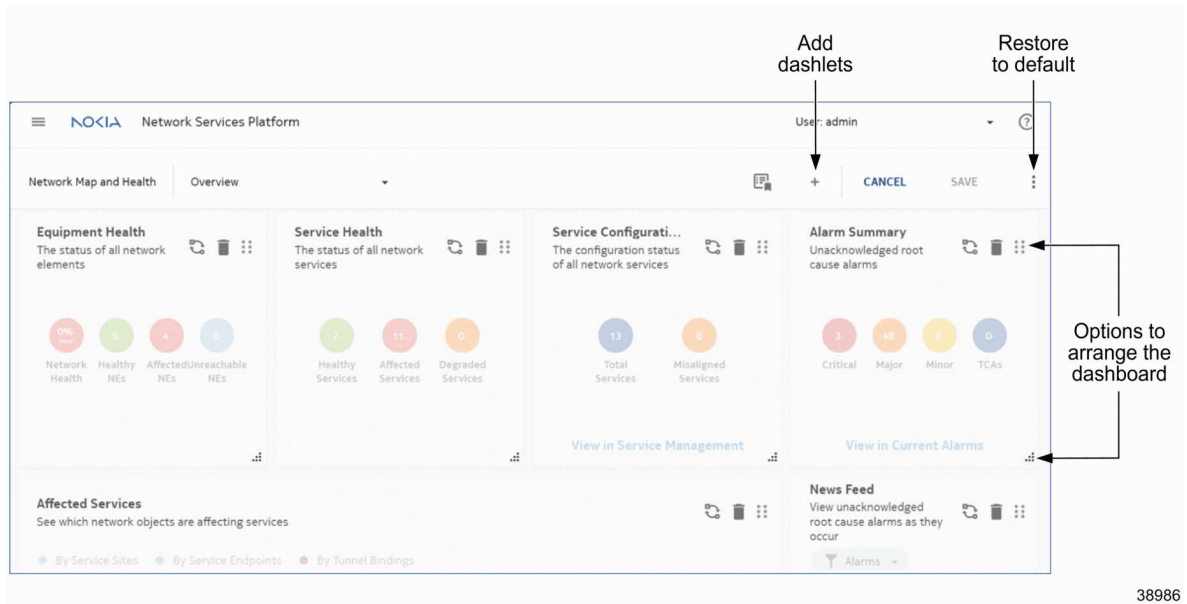 Add
dashlets
Restore
to default
NOKIA
Network Services Platform
User: admin
?
Network Map and Health
Overview
+
CANCEL
SAVE
Equipment Health
The status of all network
elements
Service Health
The status of all network
services
Service Configurati...
The configuration status
of all network services
Alarm Summary
Unacknowledged root
cause alarms
0%
Poor
0
4
0
Network
Health
Healthy
NEs
Affected
NEs
Unreachable
NEs
2
11
0
Healthy
Services
Affected
Services
Degraded
Services
13
0
Total
Services
Misaligned
Services
3
48
0
0
Critical
Major
Minor
TCAs
Options to
arrange the
dashboard
View in Service Management
View in Current Alarms
Affected Services
See which network objects are affecting services
By Service Sites
By Service Endpoints
By Tunnel Bindings
News Feed
View unacknowledged
root cause alarms as they
occur
Alarms
38986